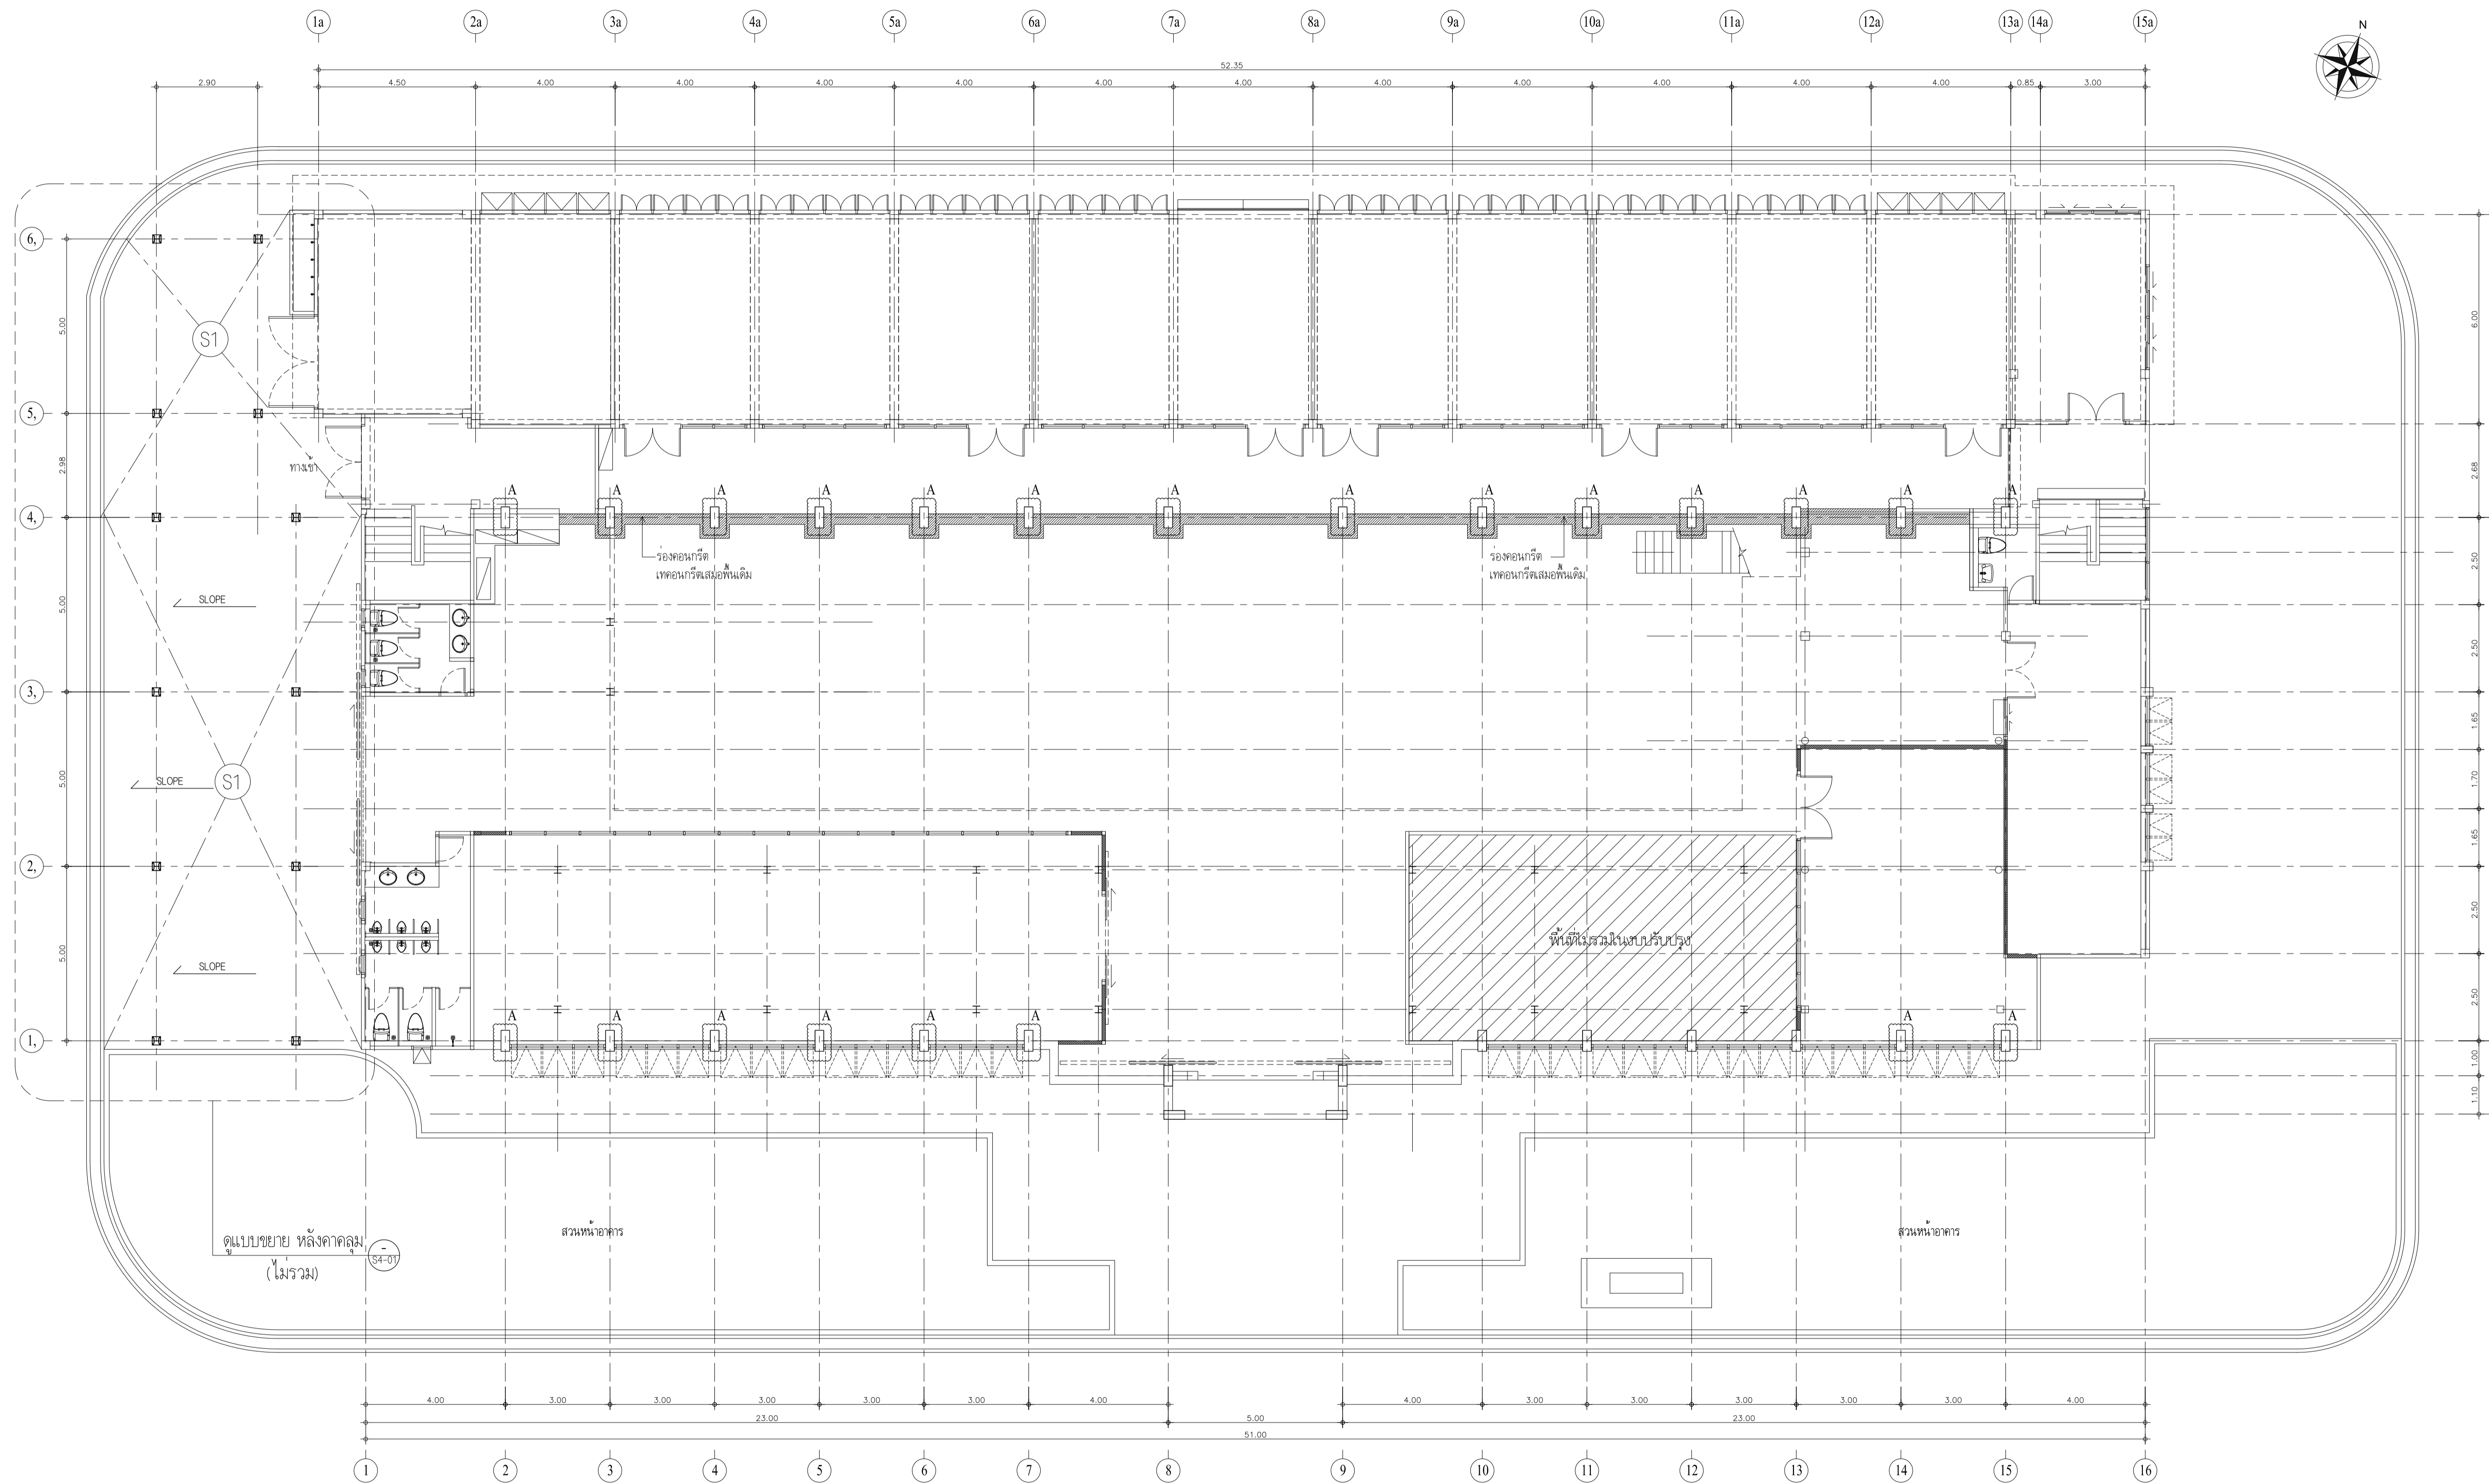 1a 2a 3a 4a 5a 6a 7a 8a 9a 10a 11a 12a 13a 14a 15a
N
52.35
2.90 4.50 4.00 4.00 4.00 4.00 4.00 4.00 4.00 4.00 4.00 4.00 4.00 0.85 3.00
6,
5.00
6.00
S1
5,
2.98
ทางเข้า
2.68
A A A A A A A A A A A A A A
4,
ร่องคอนกรีต
เทคอนกรีตเสมอพื้นเดิม
ร่องคอนกรีต
เทคอนกรีตเสมอพื้นเดิม
2.50
5.00
SLOPE
2.50
3,
1.65
5.00
SLOPE
S1
1.70
1.65
2,
2.50
5.00
พื้นที่ไม่รวมในงบปรับปรุง
SLOPE
2.50
A A A A A A A A
1,
1.00
1.10
สวนหน้าอาคาร
สวนหน้าอาคาร
ดูแบบขยาย หลังคาคลุม
(ไม่รวม)
-
S4-01
4.00 3.00 3.00 3.00 3.00 3.00 4.00 4.00 3.00 3.00 3.00 3.00 3.00 4.00
23.00 5.00 23.00
51.00
1 2 3 4 5 6 7 8 9 10 11 12 13 14 15 16